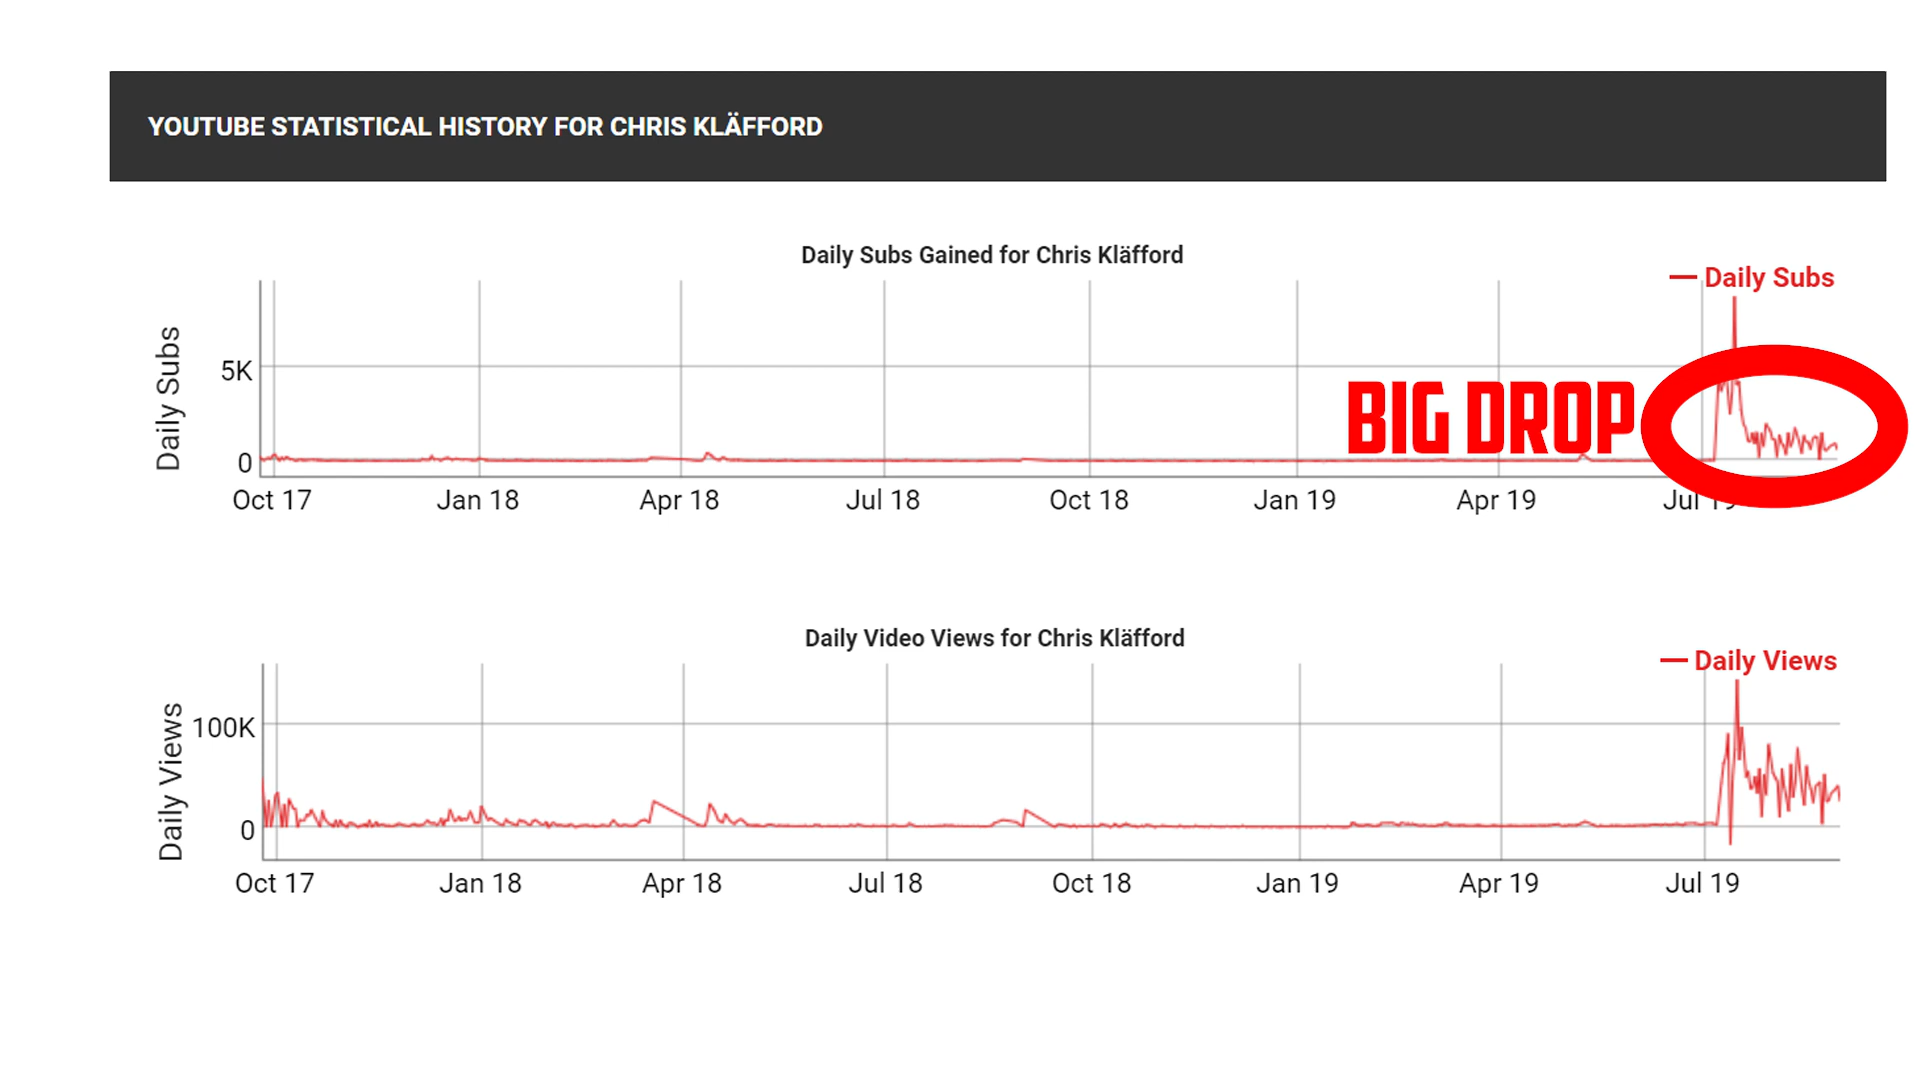 YOUTUBE STATISTICAL HISTORY FOR CHRIS KLÄFFORD
Daily Subs Gained for Chris Kläfford
Daily Subs
Daily Subs
5K
BIG DROP
0
Oct 17 Jan 18 Apr 18 Jul 18 Oct 18 Jan 19 Apr 19 Jul 19
Daily Video Views for Chris Kläfford
Daily Views
Daily Views
100K
0
Oct 17 Jan 18 Apr 18 Jul 18 Oct 18 Jan 19 Apr 19 Jul 19